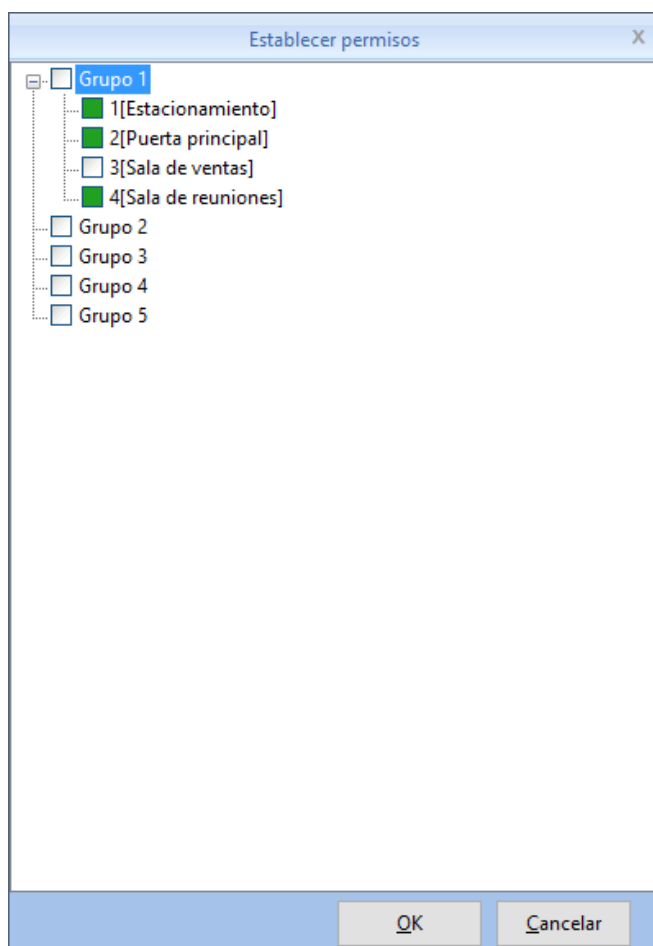 Establecer permisos X
Grupo 1
1[Estacionamiento]
2[Puerta principal]
3[Sala de ventas]
4[Sala de reuniones]
Grupo 2
Grupo 3
Grupo 4
Grupo 5
OK Cancelar